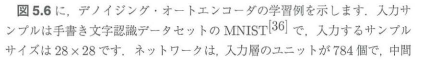 図 5.6 に，デノイジング・オートエンコーダの学習例を示します．入力サ
ンプルは手書き文字認識データセットの MNIST[36] で，入力するサンプル
サイズは 28×28 です．ネットワークは，入力層のユニットが 784 個で，中間